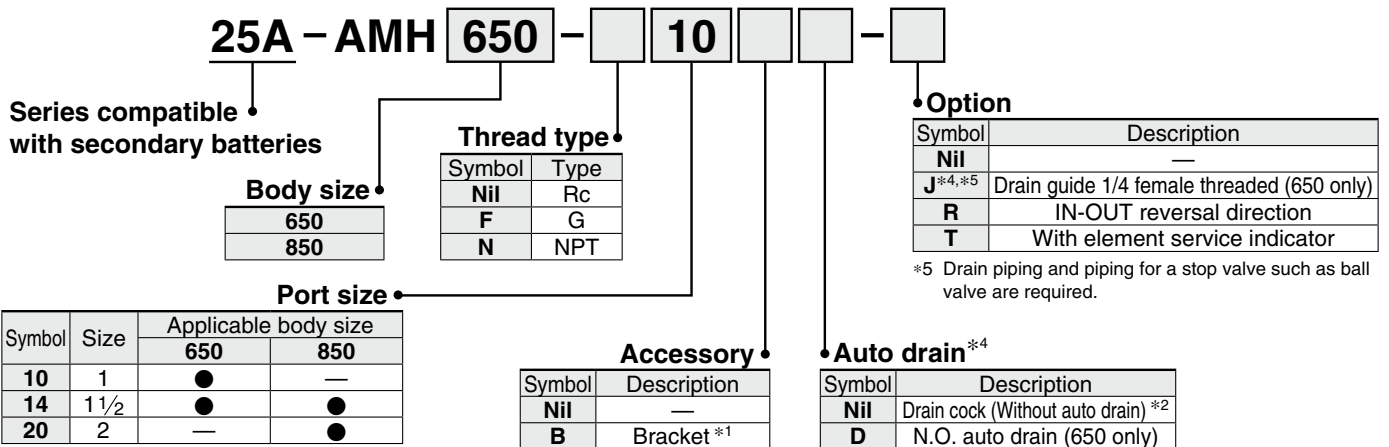 25A – AMH 650 – 10 –
Series compatible
with secondary batteries
Body size
650
850
Thread type
Symbol Type
Nil Rc
F G
N NPT
Option
Symbol Description
Nil —
J*4,*5 Drain guide 1/4 female threaded (650 only)
R IN-OUT reversal direction
T With element service indicator
*5 Drain piping and piping for a stop valve such as ball
valve are required.
Port size
Symbol Size Applicable body size
650 850
10 1 ● —
14 1 1/2 ● ●
20 2 — ●
Accessory
Symbol Description
Nil —
B Bracket *1
Auto drain*4
Symbol Description
Nil Drain cock (Without auto drain) *2
D N.O. auto drain (650 only)